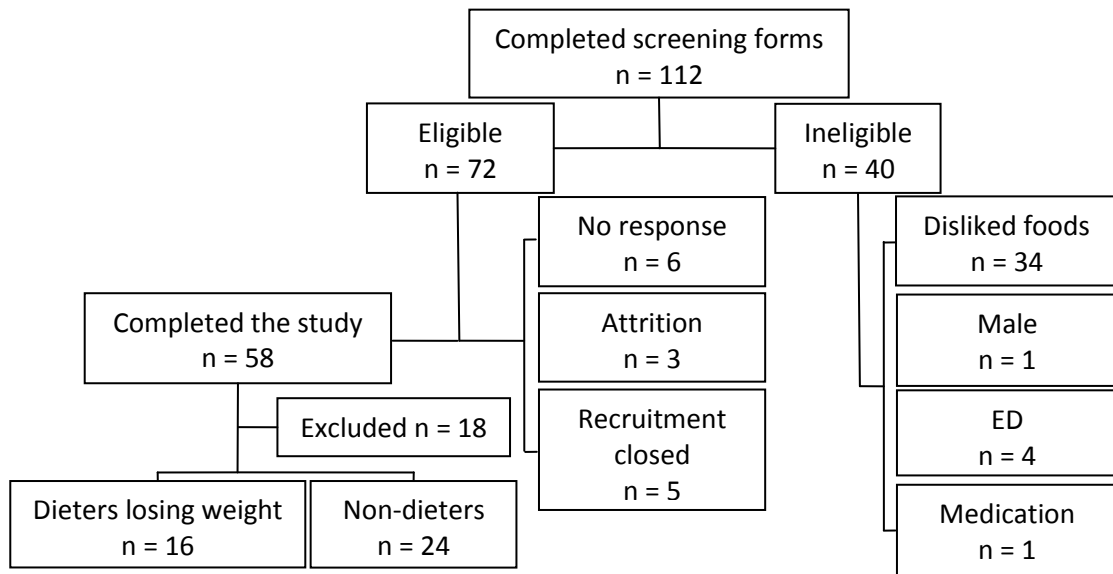 Completed screening forms
n = 112
Eligible
n = 72
Ineligible
n = 40
No response
n = 6
Disliked foods
n = 34
Completed the study
n = 58
Attrition
n = 3
Male
n = 1
Excluded n = 18
Recruitment
closed
n = 5
ED
n = 4
Dieters losing weight
n = 16
Non-dieters
n = 24
Medication
n = 1